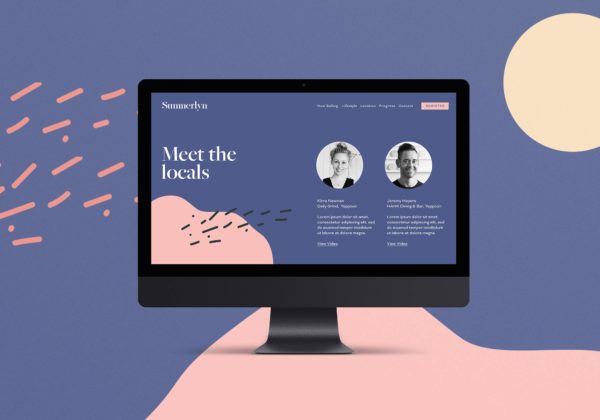 Summerlyn
Now Selling Lifestyle Location Progress Contact REGISTER
Meet the
locals
Kirra Newman
Daily Grind, Yeppoon
Lorem ipsum dolor sit amet,
consectetur adipiscing elit,
sed do eiusmod tempor incididunt
ut labore et dolore magna
View Video
Jeremy Mayers
HAHA! Dining & Bar, Yeppoon
Lorem ipsum dolor sit amet,
consectetur adipiscing elit,
sed do eiusmod tempor incididunt
ut labore et dolore magna.
View Video